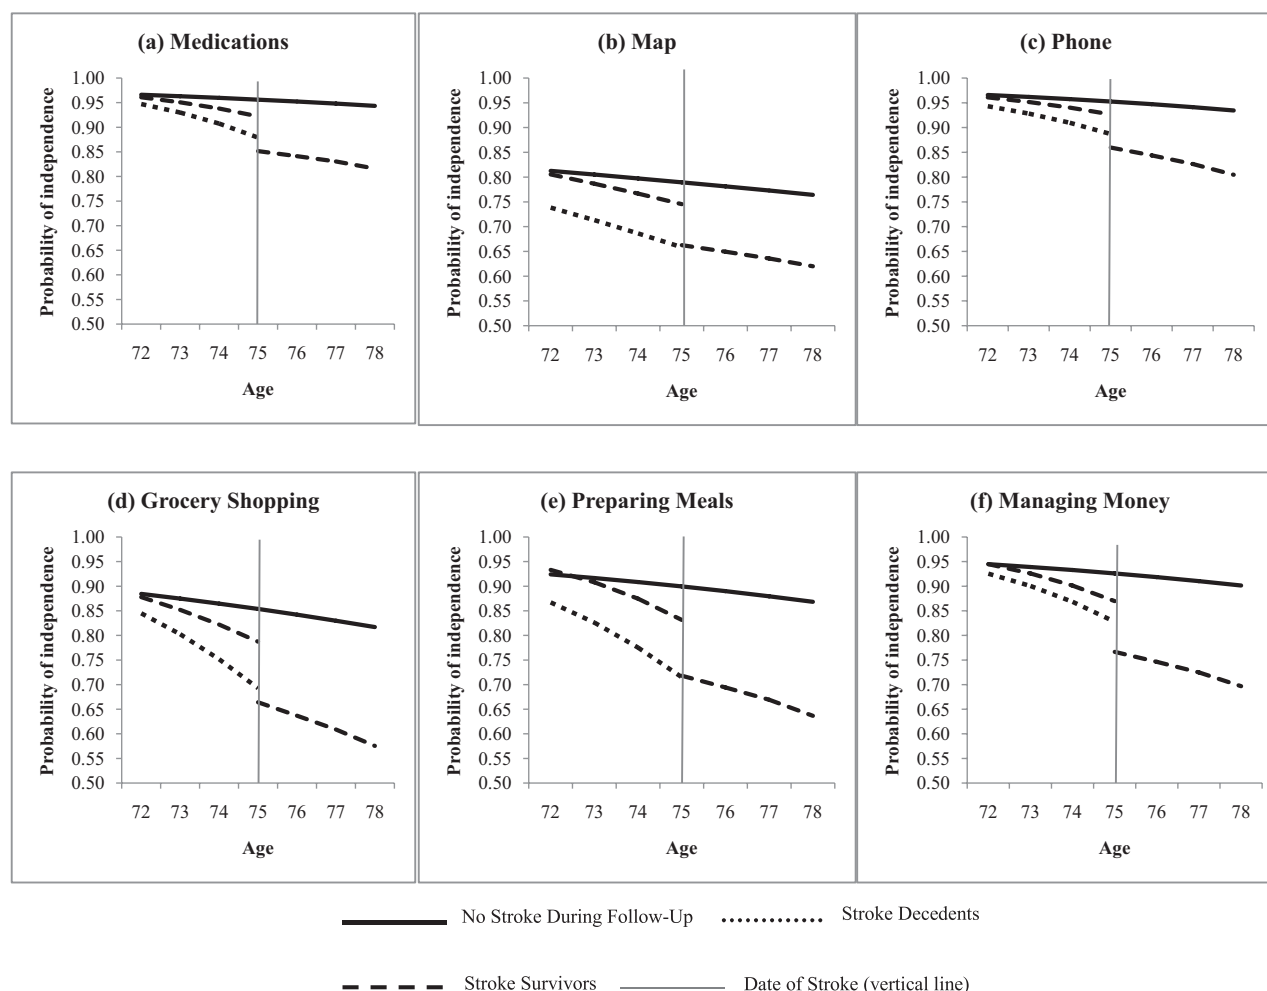 (a) Medications
Probability of independence
1.00
0.95
0.90
0.85
0.80
0.75
0.70
0.65
0.60
0.55
0.50
72 73 74 75 76 77 78
Age
(b) Map
Probability of independence
1.00
0.95
0.90
0.85
0.80
0.75
0.70
0.65
0.60
0.55
0.50
72 73 74 75 76 77 78
Age
(c) Phone
Probability of independence
1.00
0.95
0.90
0.85
0.80
0.75
0.70
0.65
0.60
0.55
0.50
72 73 74 75 76 77 78
Age
(d) Grocery Shopping
Probability of independence
1.00
0.95
0.90
0.85
0.80
0.75
0.70
0.65
0.60
0.55
0.50
72 73 74 75 76 77 78
Age
(e) Preparing Meals
Probability of independence
1.00
0.95
0.90
0.85
0.80
0.75
0.70
0.65
0.60
0.55
0.50
72 73 74 75 76 77 78
Age
(f) Managing Money
Probability of independence
1.00
0.95
0.90
0.85
0.80
0.75
0.70
0.65
0.60
0.55
0.50
72 73 74 75 76 77 78
Age
No Stroke During Follow-Up
Stroke Decedents
Stroke Survivors
Date of Stroke (vertical line)